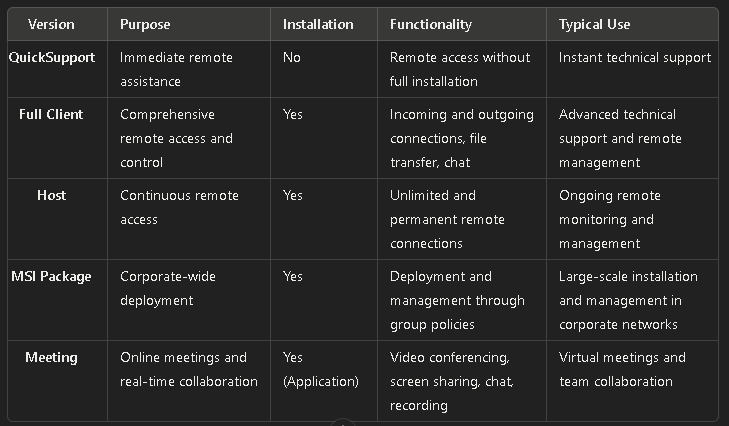 Version Purpose Installation Functionality Typical Use
QuickSupport Immediate remote No Remote access without Instant technical support
assistance full installation
Full Client Comprehensive Yes Incoming and outgoing Advanced technical
remote access and connections, file support and remote
control transfer, chat management
Host Continuous remote Yes Unlimited and Ongoing remote
access permanent remote monitoring and
connections management
MSI Package Corporate-wide Yes Deployment and Large-scale installation
deployment management through and management in
group policies corporate networks
Meeting Online meetings and Yes Video conferencing, Virtual meetings and
real-time collaboration (Application) screen sharing, chat, team collaboration
recording